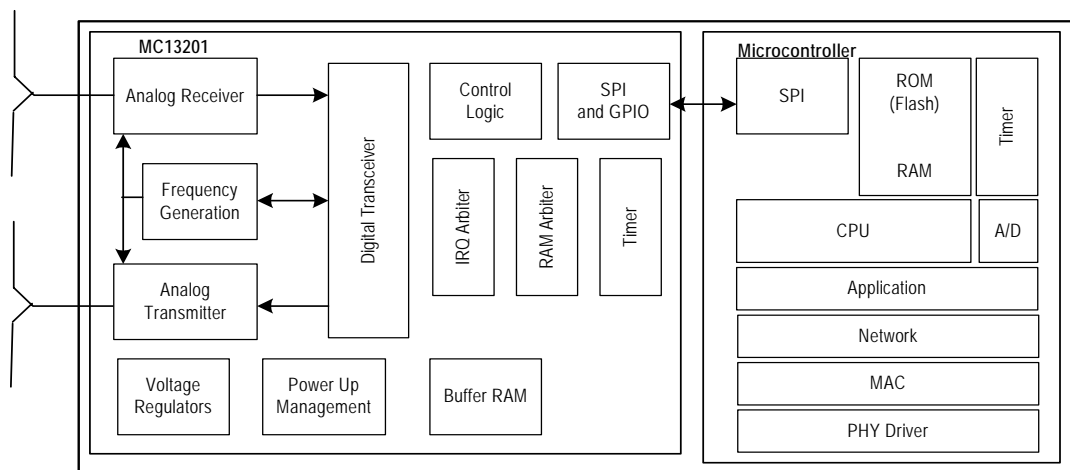 MC13201
Analog Receiver
Frequency
Generation
Analog
Transmitter
Voltage
Regulators
Power Up
Management
Digital Transceiver
Control
Logic
SPI
and GPIO
IRQ Arbiter
RAM Arbiter
Timer
Buffer RAM
Microcontroller
SPI
ROM
(Flash)
RAM
Timer
CPU
A/D
Application
Network
MAC
PHY Driver